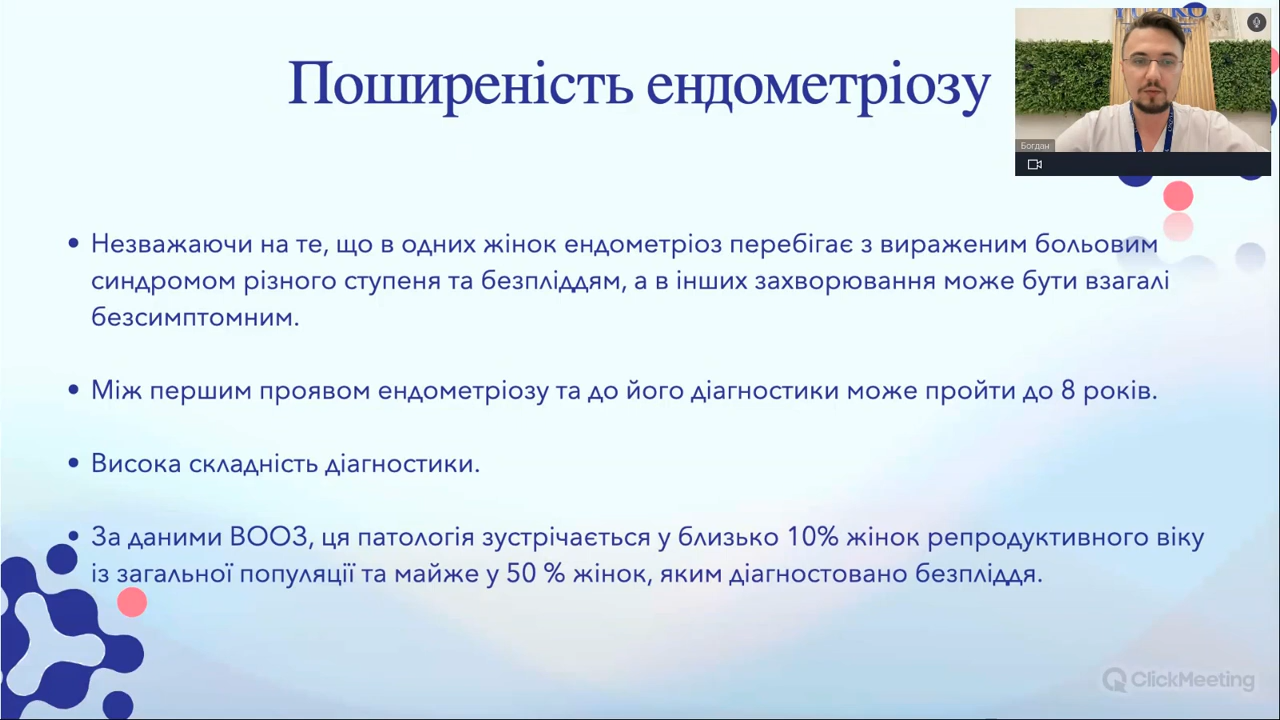 Поширеність ендометріозу
Богдан
• Незважаючи на те, що в одних жінок ендометріоз перебігає з вираженим больовим
синдромом різного ступеня та безпліддям, а в інших захворювання може бути взагалі
безсимптомним.
• Між першим проявом ендометріозу та до його діагностики може пройти до 8 років.
• Висока складність діагностики.
• За даними ВООЗ, ця патологія зустрічається у близько 10% жінок репродуктивного віку
із загальної популяції та майже у 50 % жінок, яким діагностовано безпліддя.
ClickMeeting